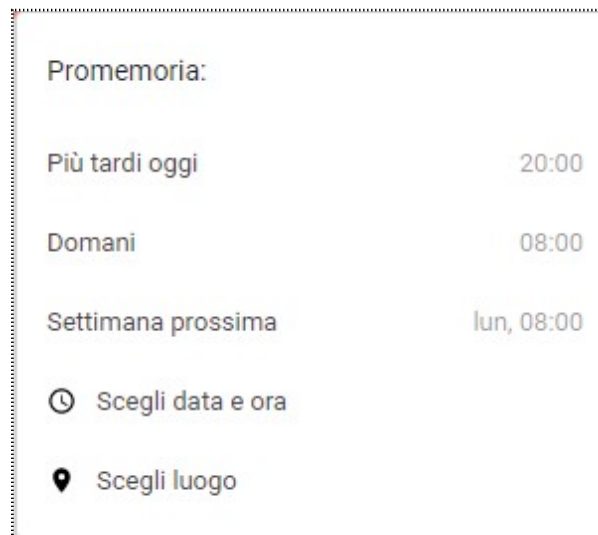 Promemoria:
Più tardi oggi 20:00
Domani 08:00
Settimana prossima lun, 08:00
Scegli data e ora
Scegli luogo